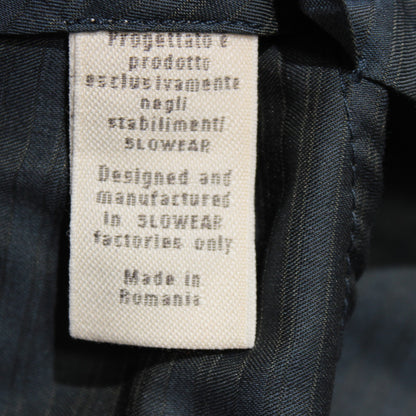 Progettato e
prodotto
esclusivamente
negli
stabilimenti
SLOWEAR
Designed and
manufactured
in SLOWEAR
factories only
Made in
Romania